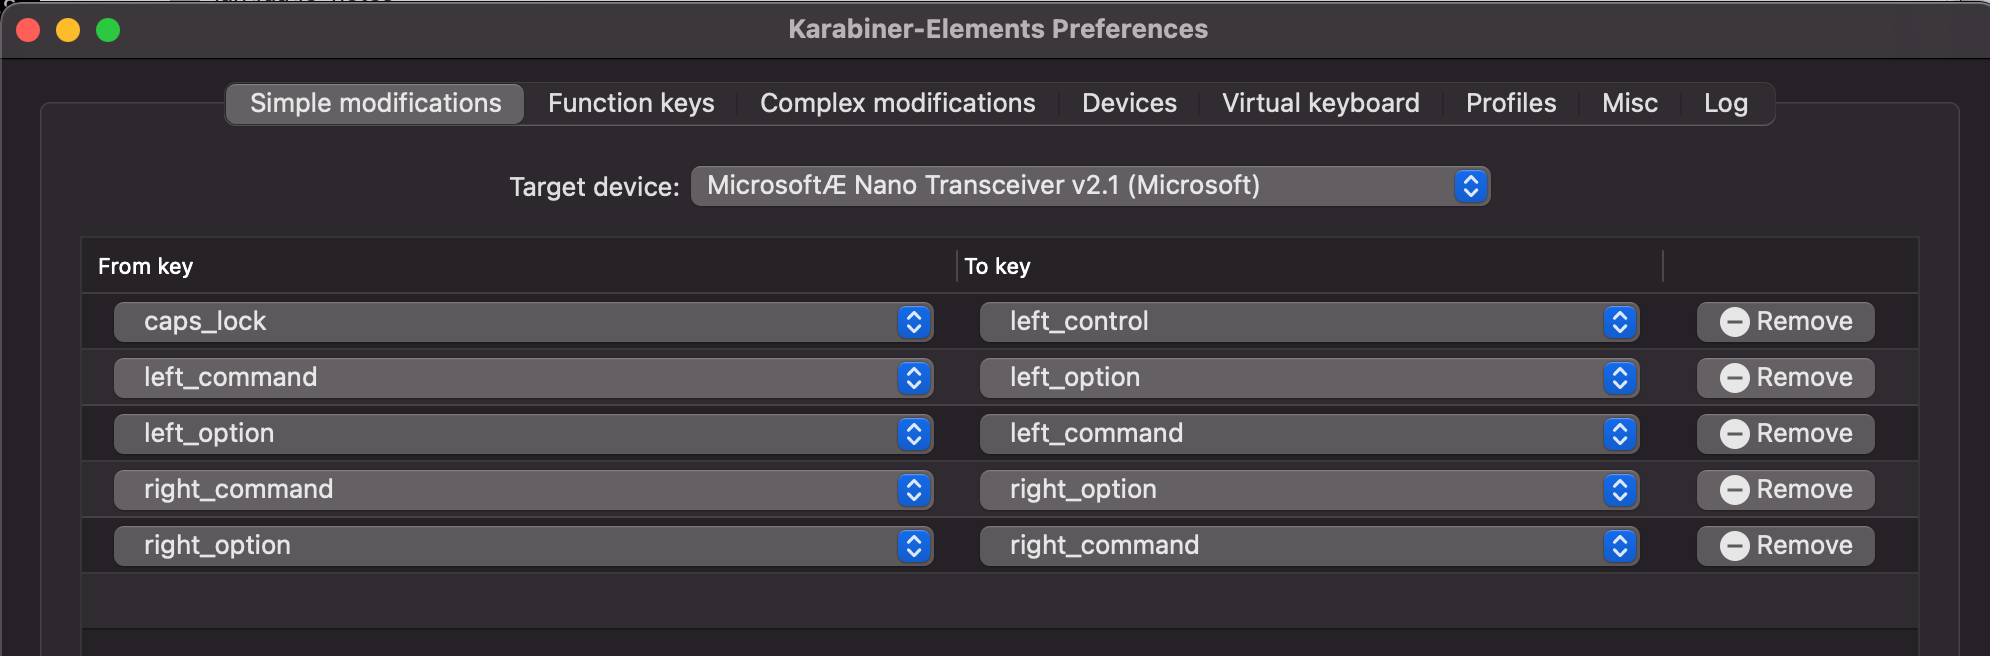 Karabiner-Elements Preferences
Simple modifications Function keys Complex modifications Devices Virtual keyboard Profiles Misc Log
Target device: MicrosoftÆ Nano Transceiver v2.1 (Microsoft)
From key To key
caps_lock left_control Remove
left_command left_option Remove
left_option left_command Remove
right_command right_option Remove
right_option right_command Remove